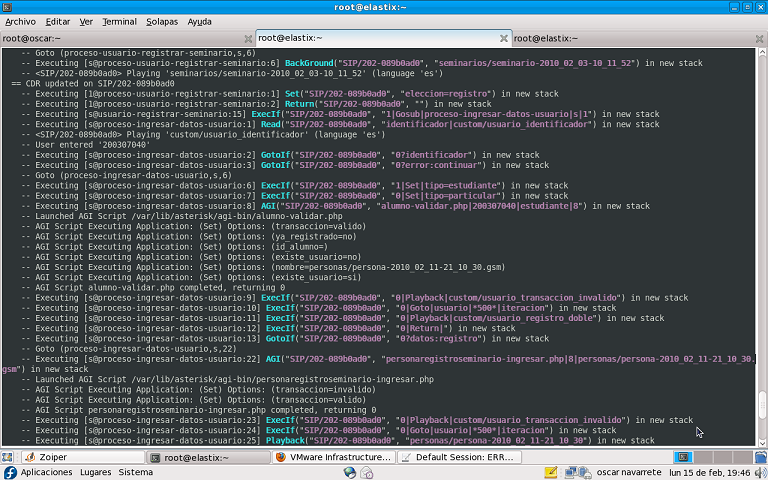 root@elastix:~
Archivo Editar Ver Terminal Solapas Ayuda
root@oscar:~ root@elastix:~ root@elastix:~
-- Goto (proceso-usuario-registrar-seminario,s,6)
-- Executing [s@proceso-usuario-registrar-seminario:6] BackGround("SIP/202-089b0ad0", "seminarios/seminario-2010_02_03-10_11_52") in new stack
-- <SIP/202-089b0ad0> Playing 'seminarios/seminario-2010_02_03-10_11_52' (language 'es')
== CDR updated on SIP/202-089b0ad0
-- Executing [1@proceso-usuario-registrar-seminario:1] Set("SIP/202-089b0ad0", "eleccion=registro") in new stack
-- Executing [1@proceso-usuario-registrar-seminario:2] Return("SIP/202-089b0ad0", "") in new stack
-- Executing [s@usuario-registrar-seminario:15] ExecIf("SIP/202-089b0ad0", "1|Gosub|proceso-ingresar-datos-usuario|s|1") in new stack
-- Executing [s@proceso-ingresar-datos-usuario:1] Read("SIP/202-089b0ad0", "identificador|custom/usuario_identificador") in new stack
-- <SIP/202-089b0ad0> Playing 'custom/usuario_identificador' (language 'es')
-- User entered '200307040'
-- Executing [s@proceso-ingresar-datos-usuario:2] GotoIf("SIP/202-089b0ad0", "0?identificador") in new stack
-- Executing [s@proceso-ingresar-datos-usuario:3] GotoIf("SIP/202-089b0ad0", "0?error:continuar") in new stack
-- Goto (proceso-ingresar-datos-usuario,s,6)
-- Executing [s@proceso-ingresar-datos-usuario:6] ExecIf("SIP/202-089b0ad0", "1|Set|tipo=estudiante") in new stack
-- Executing [s@proceso-ingresar-datos-usuario:7] ExecIf("SIP/202-089b0ad0", "0|Set|tipo=particular") in new stack
-- Executing [s@proceso-ingresar-datos-usuario:8] AGI("SIP/202-089b0ad0", "alumno-validar.php|200307040|estudiante|8") in new stack
-- Launched AGI Script /var/lib/asterisk/agi-bin/alumno-validar.php
-- AGI Script Executing Application: (Set) Options: (transaccion=valido)
-- AGI Script Executing Application: (Set) Options: (ya_registrado=no)
-- AGI Script Executing Application: (Set) Options: (id_alumno=)
-- AGI Script Executing Application: (Set) Options: (existe_usuario=no)
-- AGI Script Executing Application: (Set) Options: (nombre=personas/persona-2010_02_11-21_10_30.gsm)
-- AGI Script Executing Application: (Set) Options: (existe_usuario=si)
-- AGI Script alumno-validar.php completed, returning 0
-- Executing [s@proceso-ingresar-datos-usuario:9] ExecIf("SIP/202-089b0ad0", "0|Playback|custom/usuario_transaccion_invalido") in new stack
-- Executing [s@proceso-ingresar-datos-usuario:10] ExecIf("SIP/202-089b0ad0", "0|Goto|usuario|*500*|iteracion") in new stack
-- Executing [s@proceso-ingresar-datos-usuario:11] ExecIf("SIP/202-089b0ad0", "0|Playback|custom/usuario_registro_doble") in new stack
-- Executing [s@proceso-ingresar-datos-usuario:12] ExecIf("SIP/202-089b0ad0", "0|Return|") in new stack
-- Executing [s@proceso-ingresar-datos-usuario:13] GotoIf("SIP/202-089b0ad0", "0?datos:registro") in new stack
-- Goto (proceso-ingresar-datos-usuario,s,22)
-- Executing [s@proceso-ingresar-datos-usuario:22] AGI("SIP/202-089b0ad0", "personaregistroseminario-ingresar.php|8|personas/persona-2010_02_11-21_10_30.
gsm") in new stack
-- Launched AGI Script /var/lib/asterisk/agi-bin/personaregistroseminario-ingresar.php
-- AGI Script Executing Application: (Set) Options: (transaccion=invalido)
-- AGI Script Executing Application: (Set) Options: (transaccion=valido)
-- AGI Script personaregistroseminario-ingresar.php completed, returning 0
-- Executing [s@proceso-ingresar-datos-usuario:23] ExecIf("SIP/202-089b0ad0", "0|Playback|custom/usuario_transaccion_invalido") in new stack
-- Executing [s@proceso-ingresar-datos-usuario:24] ExecIf("SIP/202-089b0ad0", "0|Goto|usuario|*500*|iteracion") in new stack
-- Executing [s@proceso-ingresar-datos-usuario:25] Playback("SIP/202-089b0ad0", "personas/persona-2010_02_11-21_10_30") in new stack
Zoiper root@elastix:~ VMware Infrastructure... Default Session: ERR...
Aplicaciones Lugares Sistema oscar navarrete lun 15 de feb, 19:46